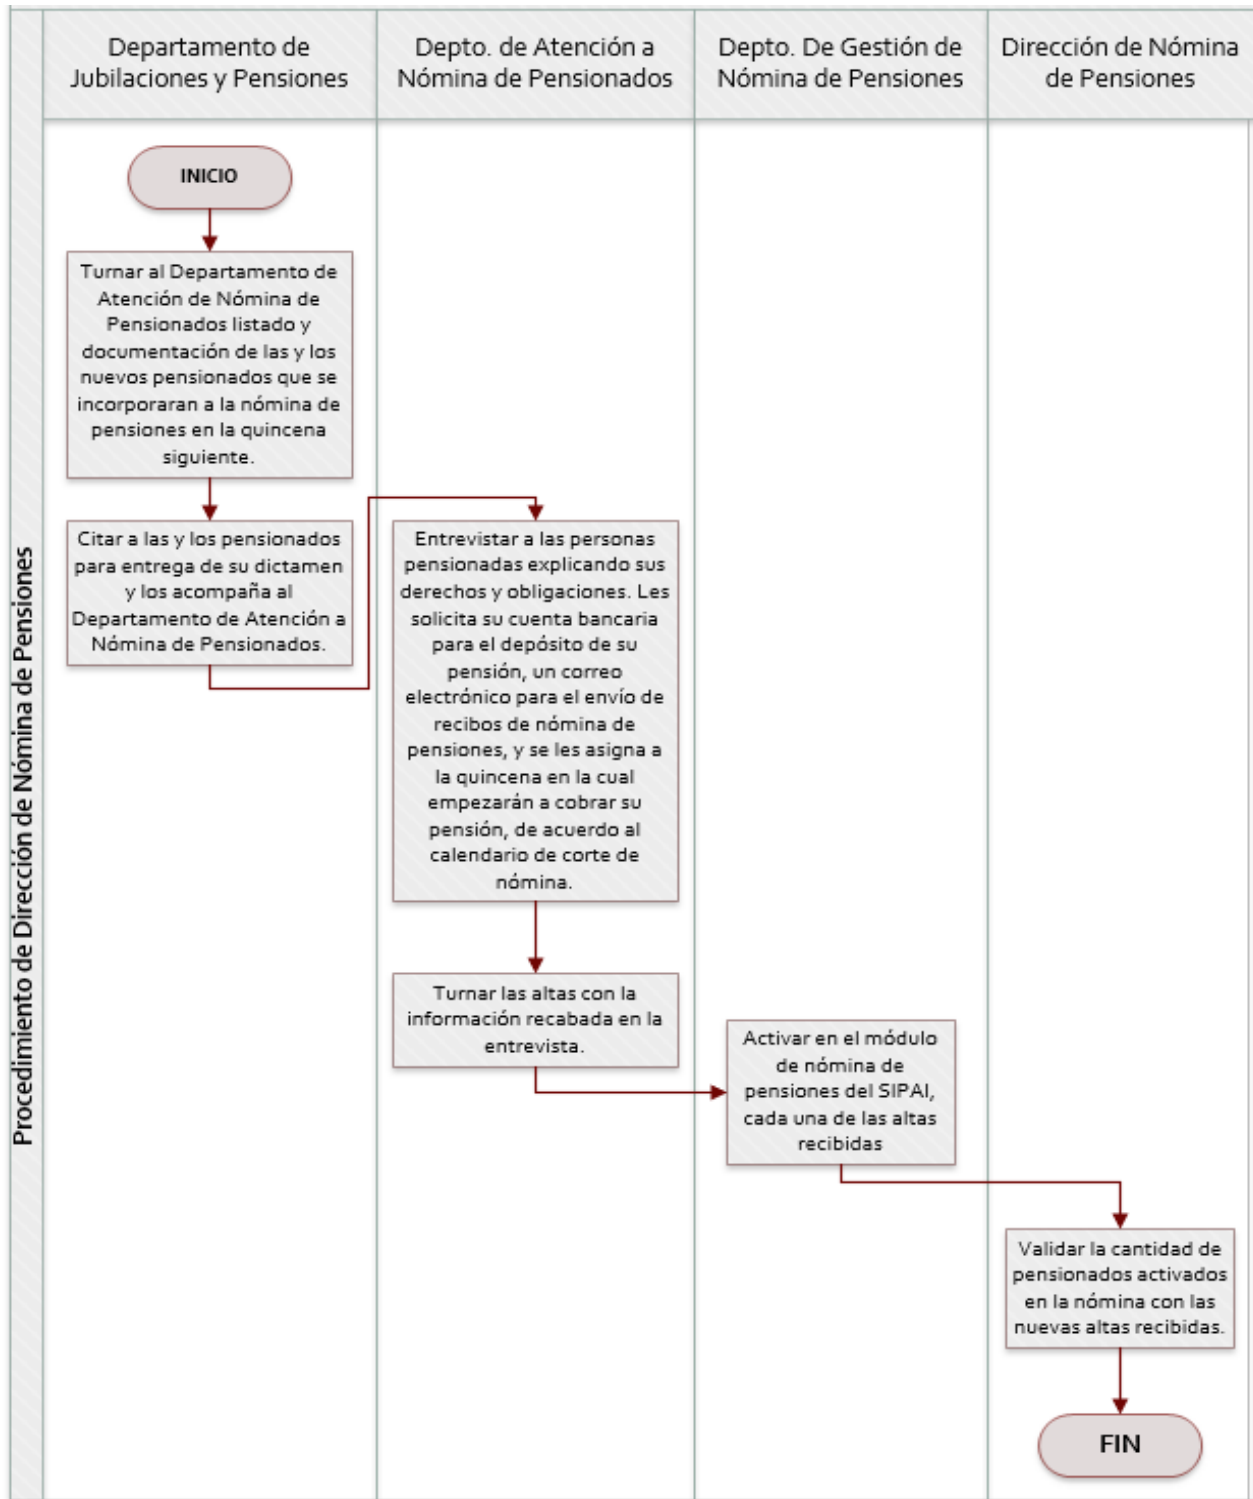 Departamento de
Jubilaciones y Pensiones
Depto. de Atención a
Nómina de Pensionados
Depto. De Gestión de
Nómina de Pensiones
Dirección de Nómina
de Pensiones
Procedimiento de Dirección de Nómina de Pensiones
INICIO
Turnar al Departamento de
Atención de Nómina de
Pensionados listado y
documentación de las y los
nuevos pensionados que se
incorporaran a la nómina de
pensiones en la quincena
siguiente.
Citar a las y los pensionados
para entrega de su dictamen
y los acompaña al
Departamento de Atención a
Nómina de Pensionados.
Entrevistar a las personas
pensionadas explicando sus
derechos y obligaciones. Les
solicita su cuenta bancaria
para el depósito de su
pensión, un correo
electrónico para el envío de
recibos de nómina de
pensiones, y se les asigna a
la quincena en la cual
empezarán a cobrar su
pensión, de acuerdo al
calendario de corte de
nómina.
Turnar las altas con la
información recabada en la
entrevista.
Activar en el módulo
de nómina de
pensiones del SIPAI,
cada una de las altas
recibidas
Validar la cantidad de
pensionados activados
en la nómina con las
nuevas altas recibidas.
FIN